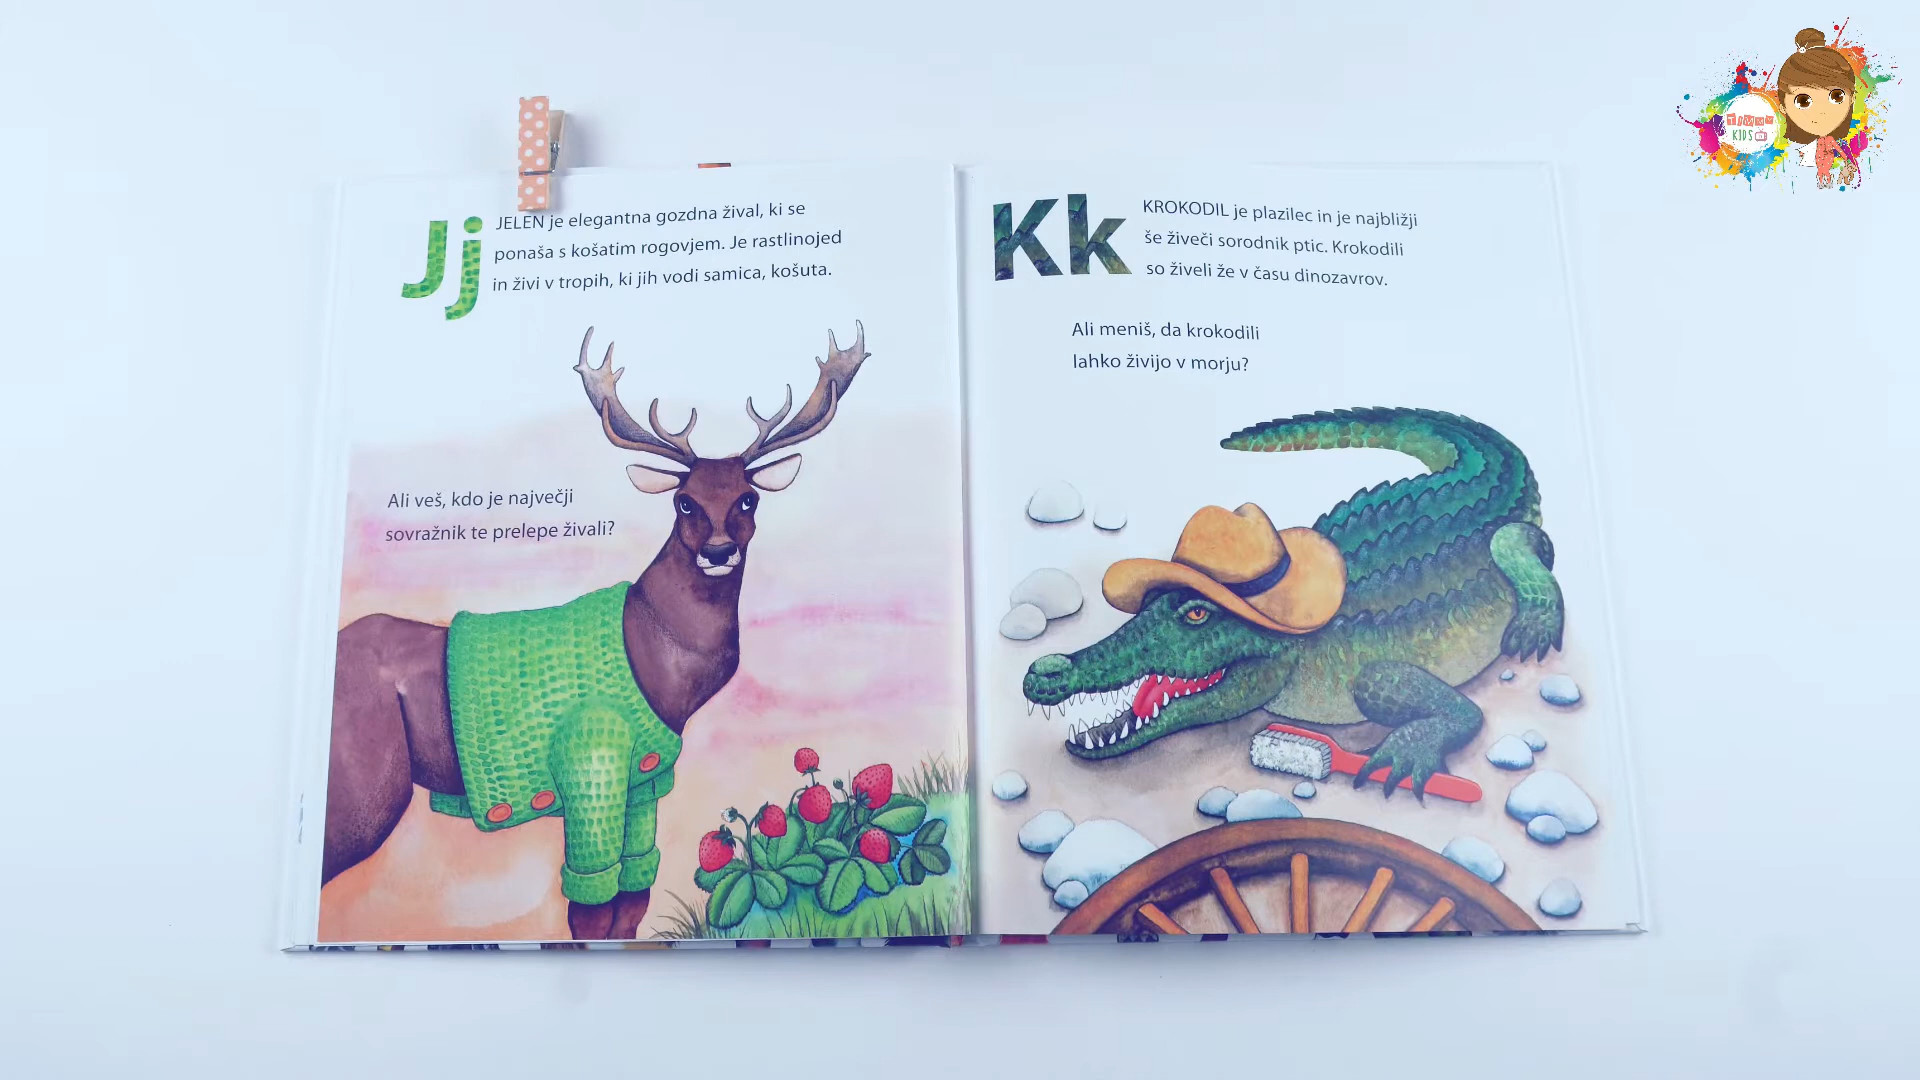 Jj
JELEN je elegantna gozdna žival, ki se
ponaša s košatim rogovjem. Je rastlinojed
in živi v tropih, ki jih vodi samica, košuta.
Ali veš, kdo je največji
sovražnik te prelepe živali?
Kk
KROKODIL je plazilec in je najbližji
še živeči sorodnik ptic. Krokodili
so živeli že v času dinozavrov.
Ali meniš, da krokodili
lahko živijo v morju?
KIDS